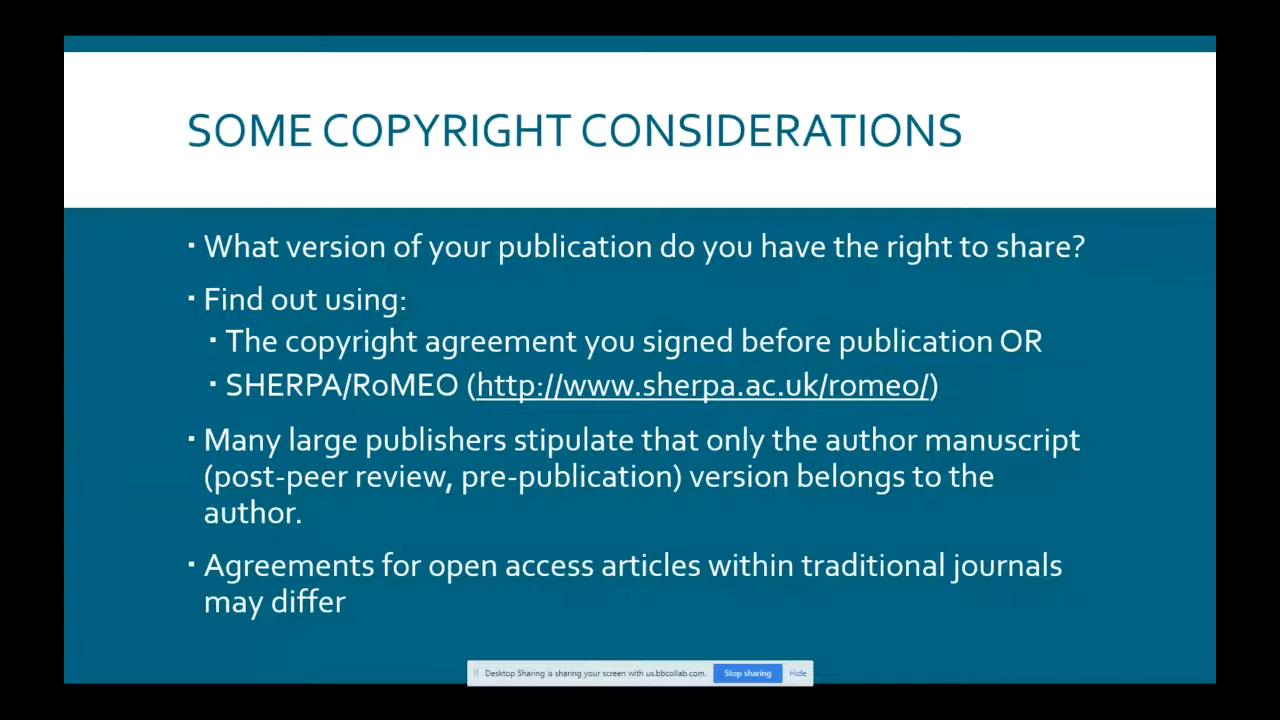 SOME COPYRIGHT CONSIDERATIONS
▪ What version of your publication do you have the right to share?
▪ Find out using:
▪ The copyright agreement you signed before publication OR
▪ SHERPA/RoMEO (http://www.sherpa.ac.uk/romeo/)
▪ Many large publishers stipulate that only the author manuscript
(post-peer review, pre-publication) version belongs to the
author.
▪ Agreements for open access articles within traditional journals
may differ
Desktop Sharing is sharing your screen with us.bbcollab.com. Stop sharing Hide